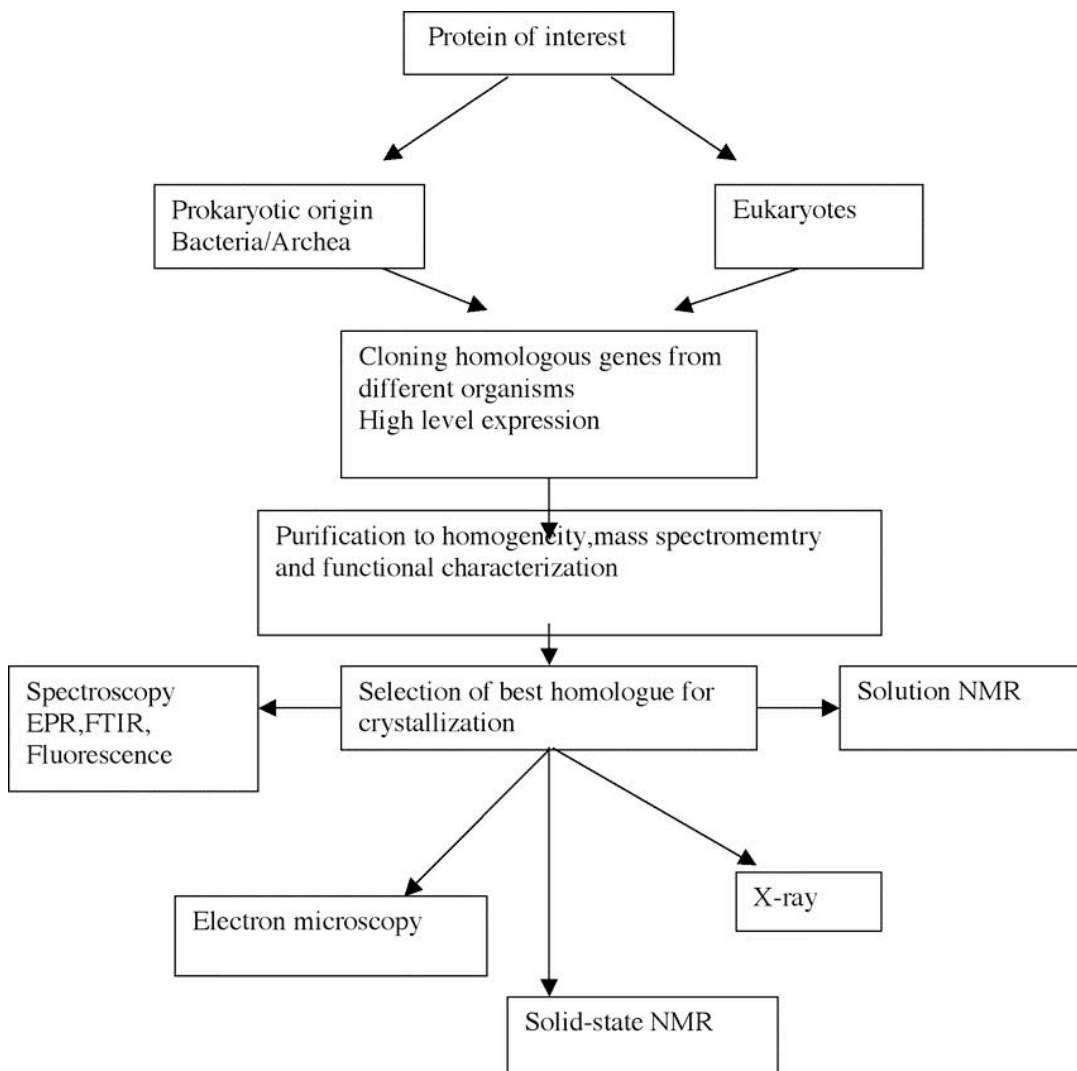 Protein of interest
Prokaryotic origin
Bacteria/Archea
Eukaryotes
Cloning homologous genes from
different organisms
High level expression
Purification to homogeneity,mass spectromemtry
and functional characterization
Spectroscopy
EPR,FTIR,
Fluorescence
Selection of best homologue for
crystallization
Solution NMR
Electron microscopy
X-ray
Solid-state NMR